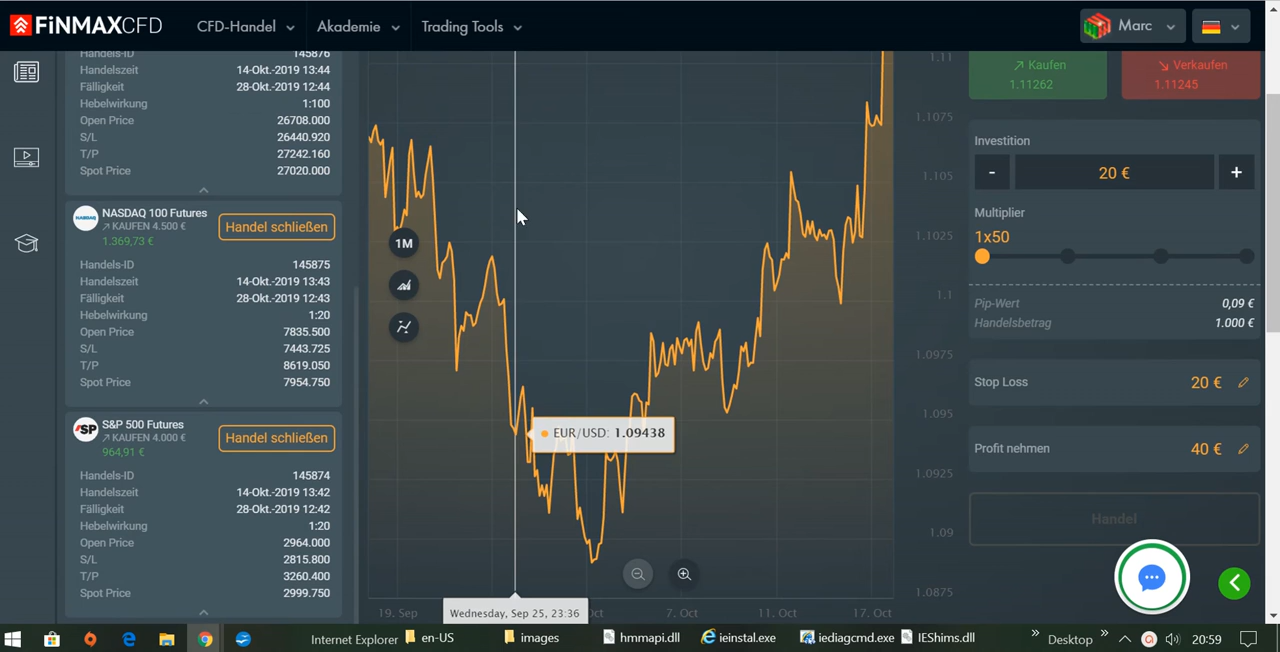 FiNMAXCFD
CFD-Handel
Akademie
Trading Tools
Marc
Handels-ID 145876
Handelszeit 14-Okt.-2019 13:44
Fälligkeit 28-Okt.-2019 12:44
Hebelwirkung 1:100
Open Price 26708.000
S/L 26440.920
T/P 27242.160
Spot Price 27020.000
NASDAQ
NASDAQ 100 Futures
KAUFEN 4.500 €
1.369,73 €
Handel schließen
Handels-ID 145875
Handelszeit 14-Okt.-2019 13:43
Fälligkeit 28-Okt.-2019 12:43
Hebelwirkung 1:20
Open Price 7835.500
S/L 7443.725
T/P 8619.050
Spot Price 7954.750
SP
S&P 500 Futures
KAUFEN 4.000 €
964,91 €
Handel schließen
Handels-ID 145874
Handelszeit 14-Okt.-2019 13:42
Fälligkeit 28-Okt.-2019 12:42
Hebelwirkung 1:20
Open Price 2964.000
S/L 2815.800
T/P 3260.400
Spot Price 2999.750
1M
EUR/USD: 1.09438
1.11
1.1075
1.105
1.1025
1.1
1.0975
1.095
1.0925
1.09
1.0875
19. Sep
Wednesday, Sep 25, 23:36
Oct
7. Oct
11. Oct
17. Oct
Kaufen
1.11262
Verkaufen
1.11245
Investition
- 20 € +
Multiplier
1x50
Pip-Wert 0,09 €
Handelsbetrag 1.000 €
Stop Loss 20 €
Profit nehmen 40 €
Handel
Internet Explorer
en-US
images
hmmapi.dll
ieinstal.exe
iediagcmd.exe
IEShims.dll
Desktop
20:59